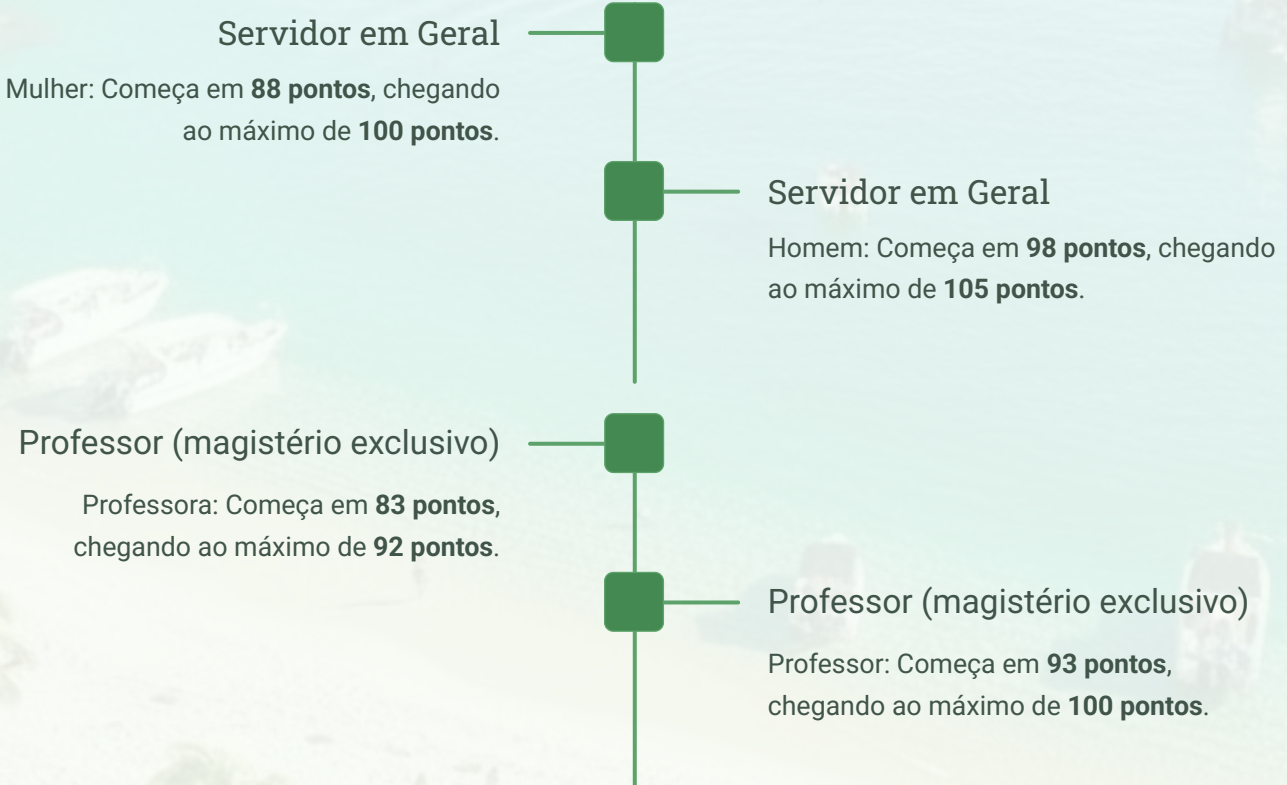 Servidor em Geral
Mulher: Começa em 88 pontos, chegando
ao máximo de 100 pontos.
Servidor em Geral
Homem: Começa em 98 pontos, chegando
ao máximo de 105 pontos.
Professor (magistério exclusivo)
Professora: Começa em 83 pontos,
chegando ao máximo de 92 pontos.
Professor (magistério exclusivo)
Professor: Começa em 93 pontos,
chegando ao máximo de 100 pontos.